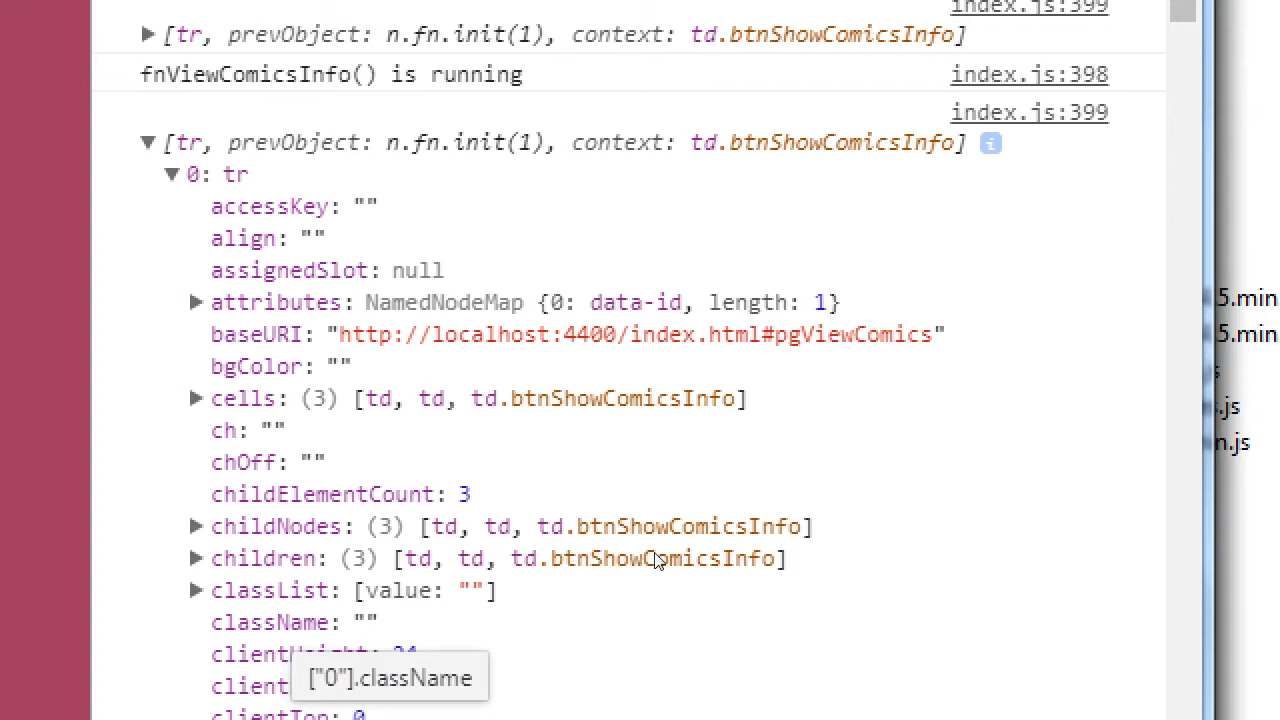 index.js:399
▶ [tr, prevObject: n.fn.init(1), context: td.btnShowComicsInfo]
fnViewComicsInfo() is running index.js:398
index.js:399
▼ [tr, prevObject: n.fn.init(1), context: td.btnShowComicsInfo] i
▼ 0: tr
accessKey: ""
align: ""
assignedSlot: null
▶ attributes: NamedNodeMap {0: data-id, length: 1}
5.min
baseURI: "http://localhost:4400/index.html#pgViewComics"
5.min
bgColor: ""
s
▶ cells: (3) [td, td, td.btnShowComicsInfo]
.js
ch: ""
n.js
chOff: ""
childElementCount: 3
▶ childNodes: (3) [td, td, td.btnShowComicsInfo]
▶ children: (3) [td, td, td.btnShowComicsInfo]
▶ classList: [value: ""]
className: ""
clientHeight: 24
["0"].className
client
clientTop: 0